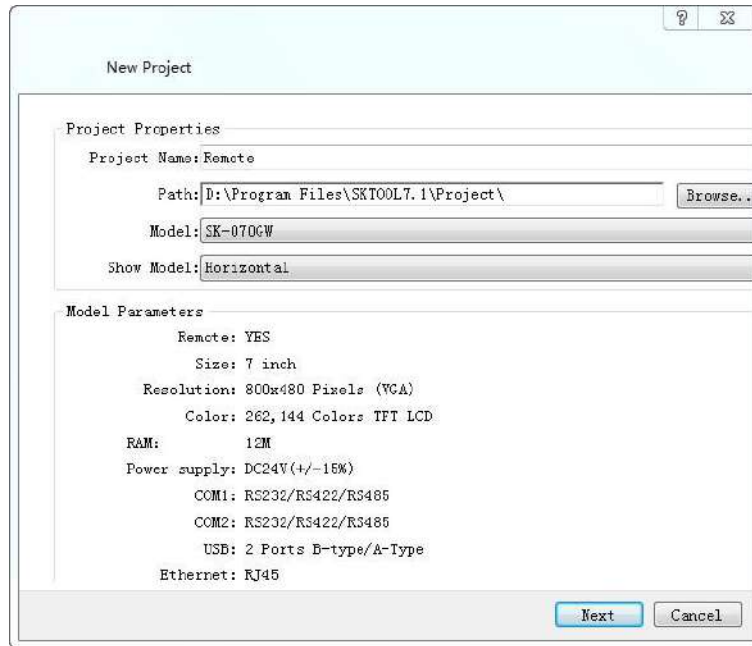 New Project
Project Properties
Project Name: Remote
Path: D:\Program Files\SKTOOL7.1\Project\ Browse..
Model: SK-070GW
Show Model: Horizontal
Model Parameters
Remote: YES
Size: 7 inch
Resolution: 800x480 Pixels (VGA)
Color: 262,144 Colors TFT LCD
RAM: 12M
Power supply: DC24V(+/-15%)
COM1: RS232/RS422/RS485
COM2: RS232/RS422/RS485
USB: 2 Ports B-type/A-Type
Ethernet: RJ45
Next Cancel